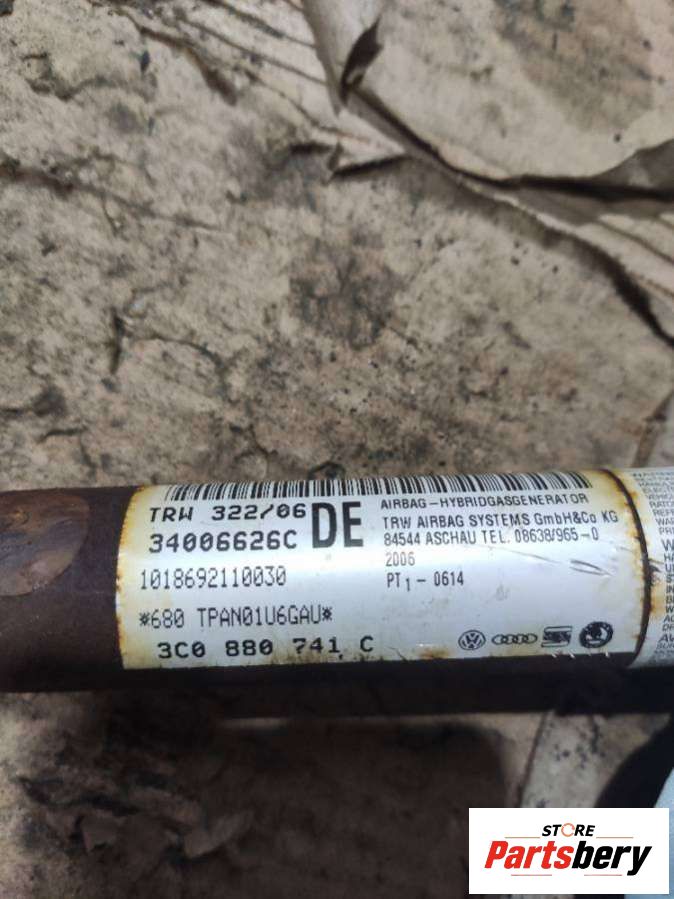 TRW 322/06
34006626C
DE
1018692110030
*680 TPAN01U6GAU*
3C0 880 741 C
AIRBAG-HYBRIDGASGENERATOR
TRW AIRBAG SYSTEMS GmbH&Co KG
84544 ASCHAU TEL. 08638/965-0
2006
PT1-0614
STORE
Partsbery